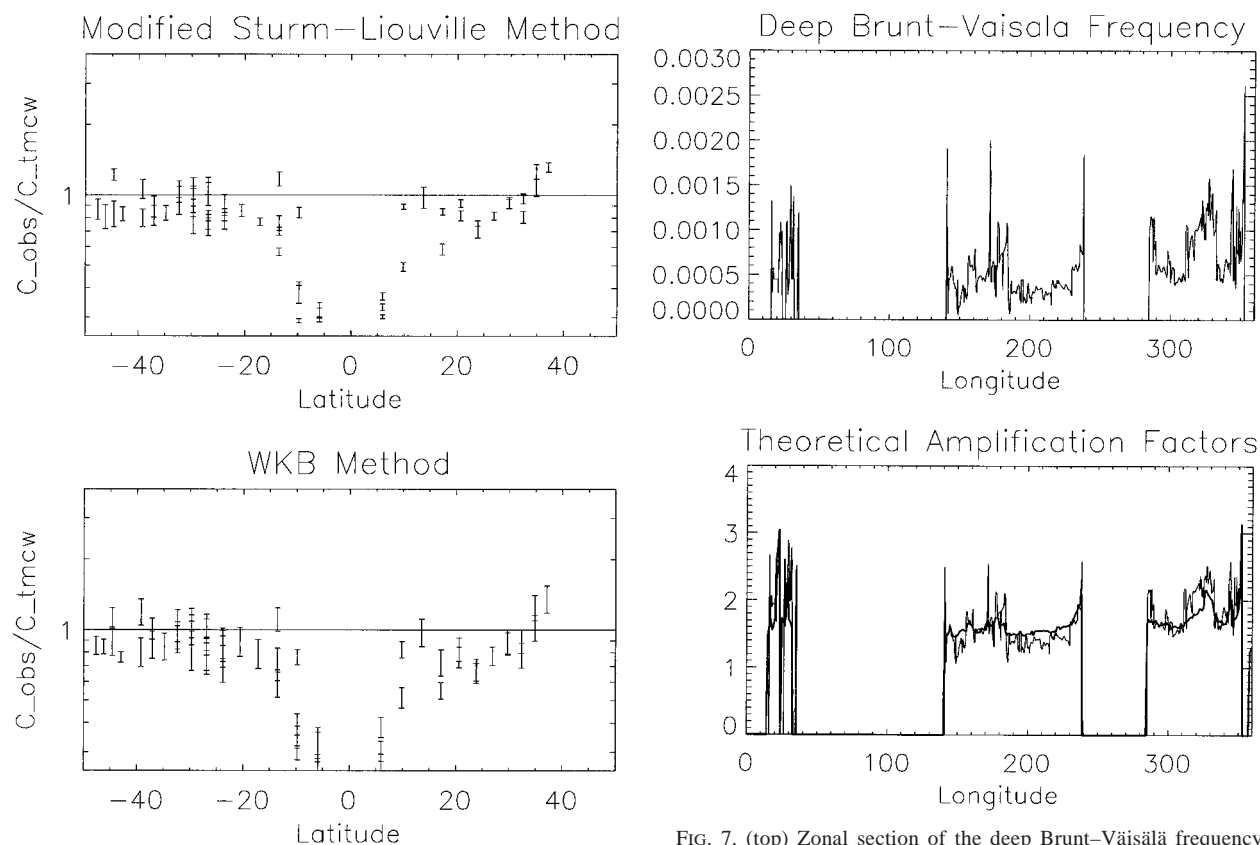 Modified Sturm-Liouville Method
C_obs/C_tmcw
1
-40 -20 0 20 40
Latitude
WKB Method
C_obs/C_tmcw
1
-40 -20 0 20 40
Latitude
Deep Brunt-Vaisala Frequency
0.0030
0.0025
0.0020
0.0015
0.0010
0.0005
0.0000
0 100 200 300
Longitude
Theoretical Amplification Factors
4
3
2
1
0
0 100 200 300
Longitude
FIG. 7. (top) Zonal section of the deep Brunt–Väisälä frequency